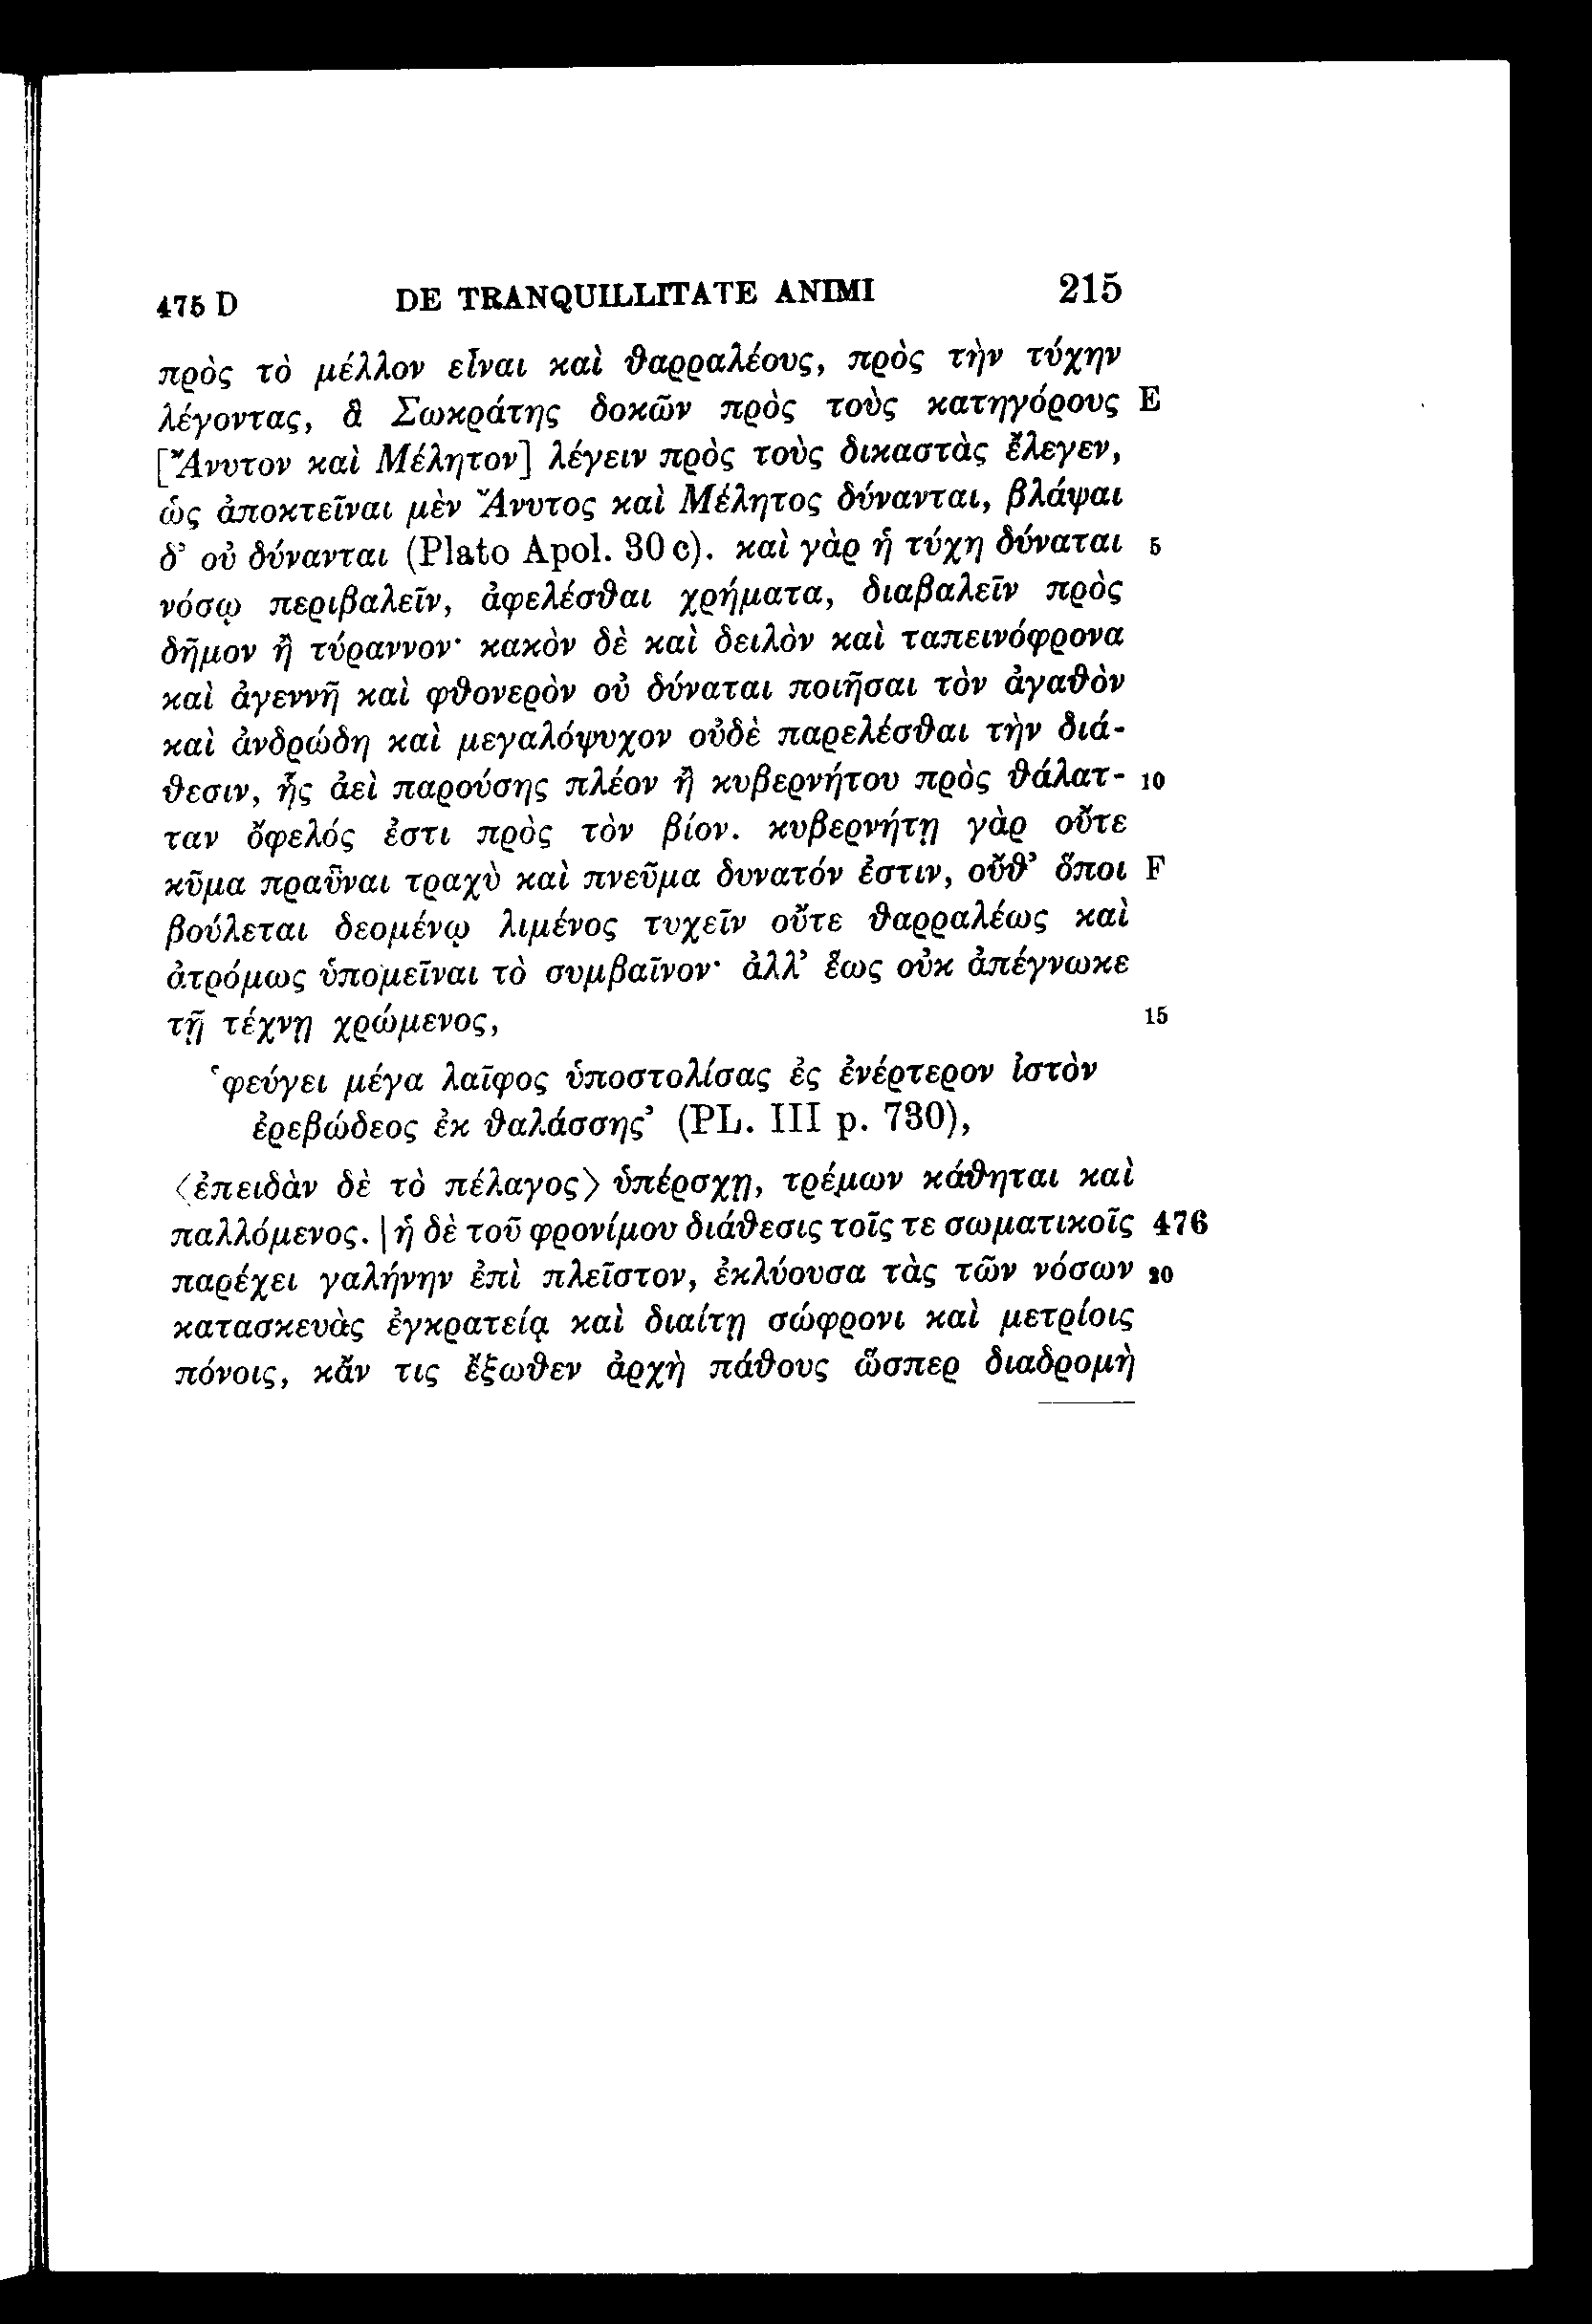 475 D DE TRANQUILLITATE ANIMI 215
πρὸς τὸ μέλλον εἶναι καὶ θαρραλέους, πρὸς τὴν τύχην
λέγοντας, ἃ Σωκράτης δοκῶν πρὸς τοὺς κατηγόρους E
[Ἄνυτον καὶ Μέλητον] λέγειν πρὸς τοὺς δικαστὰς ἔλεγεν,
ὡς ἀποκτεῖναι μὲν Ἄνυτος καὶ Μέλητος δύνανται, βλάψαι
δ’ οὐ δύνανται (Plato Apol. 30 c). καὶ γὰρ ἡ τύχη δύναται 5
νόσῳ περιβαλεῖν, ἀφελέσθαι χρήματα, διαβαλεῖν πρὸς
δῆμον ἢ τύραννον· κακὸν δὲ καὶ δειλὸν καὶ ταπεινόφρονα
καὶ ἀγεννῆ καὶ φθονερὸν οὐ δύναται ποιῆσαι τὸν ἀγαθὸν
καὶ ἀνδρώδη καὶ μεγαλόψυχον οὐδὲ παρελέσθαι τὴν διά-
θεσιν, ἧς ἀεὶ παρούσης πλέον ἢ κυβερνήτου πρὸς θάλατ- 10
ταν ὄφελός ἐστι πρὸς τὸν βίον. κυβερνήτῃ γὰρ οὔτε
κῦμα πραῧναι τραχὺ καὶ πνεῦμα δυνατόν ἐστιν, οὔθ’ ὅποι F
βούλεται δεομένῳ λιμένος τυχεῖν οὔτε θαρραλέως καὶ
ἀτρόμως ὑπομεῖναι τὸ συμβαῖνον· ἀλλ’ ἕως οὐκ ἀπέγνωκε
τῇ τέχνῃ χρώμενος, 15
‘φεύγει μέγα λαῖφος ὑποστολίσας ἐς ἐνέρτερον ἱστὸν
ἐρεβώδεος ἐκ θαλάσσης’ (PL. III p. 730),
〈ἐπειδὰν δὲ τὸ πέλαγος〉 ὑπέρσχῃ, τρέμων κάθηται καὶ
παλλόμενος. | ἡ δὲ τοῦ φρονίμου διάθεσις τοῖς τε σωματικοῖς 476
παρέχει γαλήνην ἐπὶ πλεῖστον, ἐκλύουσα τὰς τῶν νόσων 20
κατασκευὰς ἐγκρατείᾳ καὶ διαίτῃ σώφρονι καὶ μετρίοις
πόνοις, κἄν τις ἔξωθεν ἀρχὴ πάθους ὥσπερ διαδρομὴ